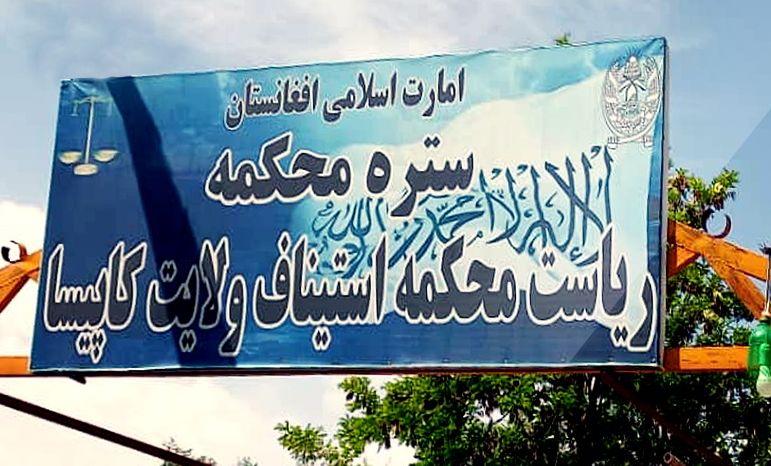 امارت اسلامی افغانستان
ستره محکمه
لا إله إلا الله محمد رسول الله
ریاست محکمه استیناف ولایت کاپیسا